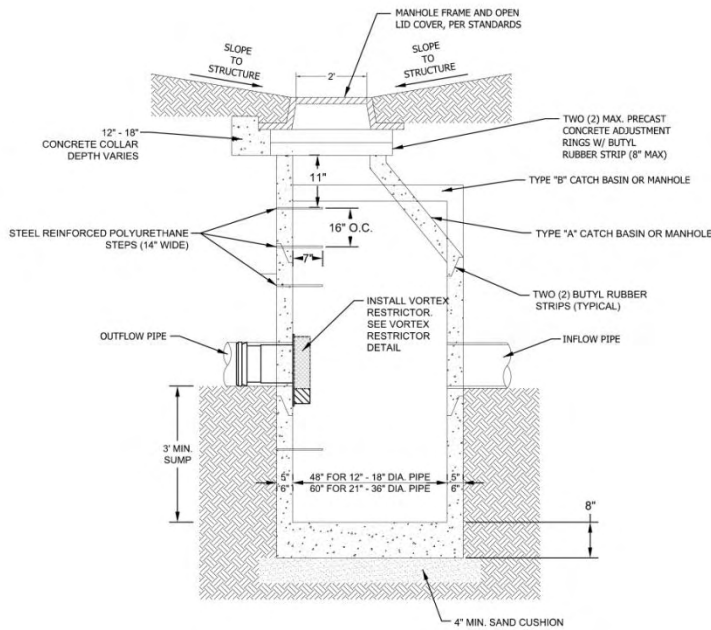 MANHOLE FRAME AND OPEN
LID COVER, PER STANDARDS
SLOPE
TO
STRUCTURE
2'
SLOPE
TO
STRUCTURE
12" - 18"
CONCRETE COLLAR
DEPTH VARIES
TWO (2) MAX. PRECAST
CONCRETE ADJUSTMENT
RINGS W/ BUTYL
RUBBER STRIP (8" MAX)
11"
TYPE "B" CATCH BASIN OR MANHOLE
16" O.C.
STEEL REINFORCED POLYURETHANE
STEPS (14" WIDE)
TYPE "A" CATCH BASIN OR MANHOLE
7"
TWO (2) BUTYL RUBBER
STRIPS (TYPICAL)
INSTALL VORTEX
RESTRICTOR.
SEE VORTEX
RESTRICTOR
DETAIL
OUTFLOW PIPE
INFLOW PIPE
3' MIN.
SUMP
5" 48" FOR 12" - 18" DIA. PIPE 5"
6" 60" FOR 21" - 36" DIA. PIPE 6"
8"
4" MIN. SAND CUSHION